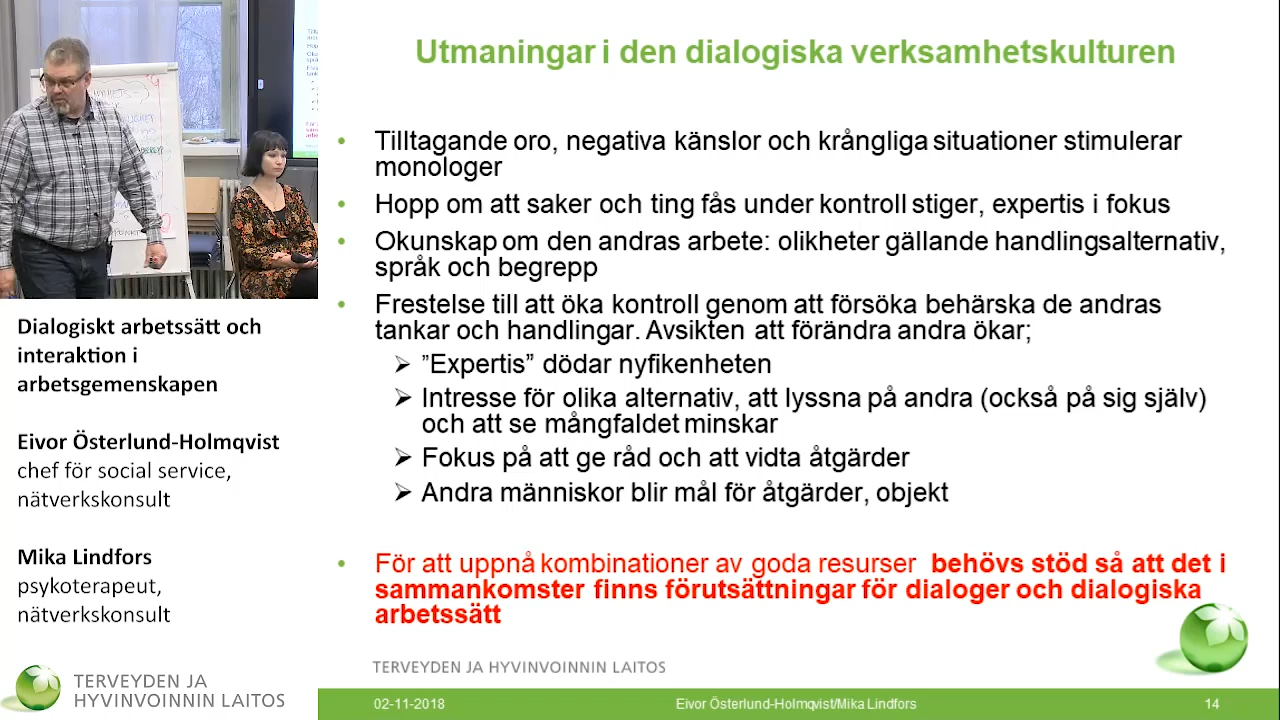 Utmaningar i den dialogiska verksamhetskulturen
• Tilltagande oro, negativa känslor och krångliga situationer stimulerar
monologer
• Hopp om att saker och ting fås under kontroll stiger, expertis i fokus
• Okunskap om den andras arbete: olikheter gällande handlingsalternativ,
språk och begrepp
• Frestelse till att öka kontroll genom att försöka behärska de andras
tankar och handlingar. Avsikten att förändra andra ökar;
➢ ”Expertis” dödar nyfikenheten
➢ Intresse för olika alternativ, att lyssna på andra (också på sig själv)
och att se mångfaldet minskar
➢ Fokus på att ge råd och att vidta åtgärder
➢ Andra människor blir mål för åtgärder, objekt
• För att uppnå kombinationer av goda resurser behövs stöd så att det i
sammankomster finns förutsättningar för dialoger och dialogiska
arbetssätt
TERVEYDEN JA HYVINVOINNIN LAITOS
02-11-2018
Eivor Österlund-Holmqvist/Mika Lindfors
14
Dialogiskt arbetssätt och
interaktion i
arbetsgemenskapen
Eivor Österlund-Holmqvist
chef för social service,
nätverkskonsult
Mika Lindfors
psykoterapeut,
nätverkskonsult
TERVEYDEN JA
HYVINVOINNIN LAITOS